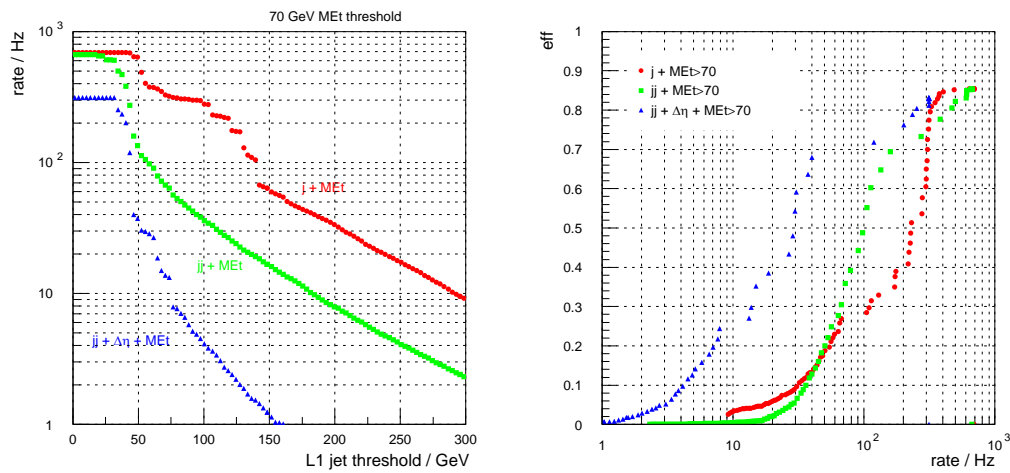 70 GeV MEt threshold
rate / Hz
10³
10²
10
1
j + MEt
jj + MEt
jj + Δη + MEt
0 50 100 150 200 250 300
L1 jet threshold / GeV
eff
1
0.9
0.8
0.7
0.6
0.5
0.4
0.3
0.2
0.1
0
j + MEt>70
jj + MEt>70
jj + Δη + MEt>70
1 10 10² 10³
rate / Hz